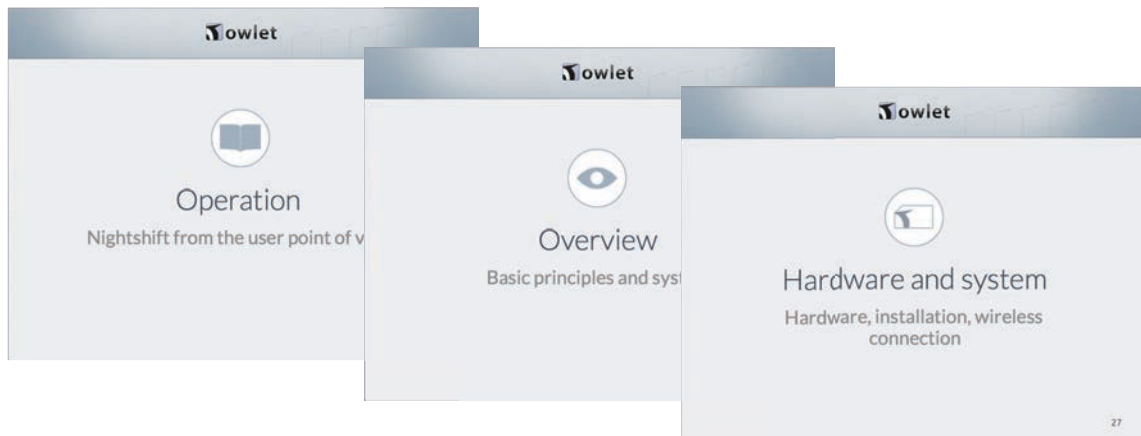 owlet
Operation
Nightshift from the user point of
owlet
Overview
Basic principles and
owlet
Hardware and system
Hardware, installation, wireless
connection
27